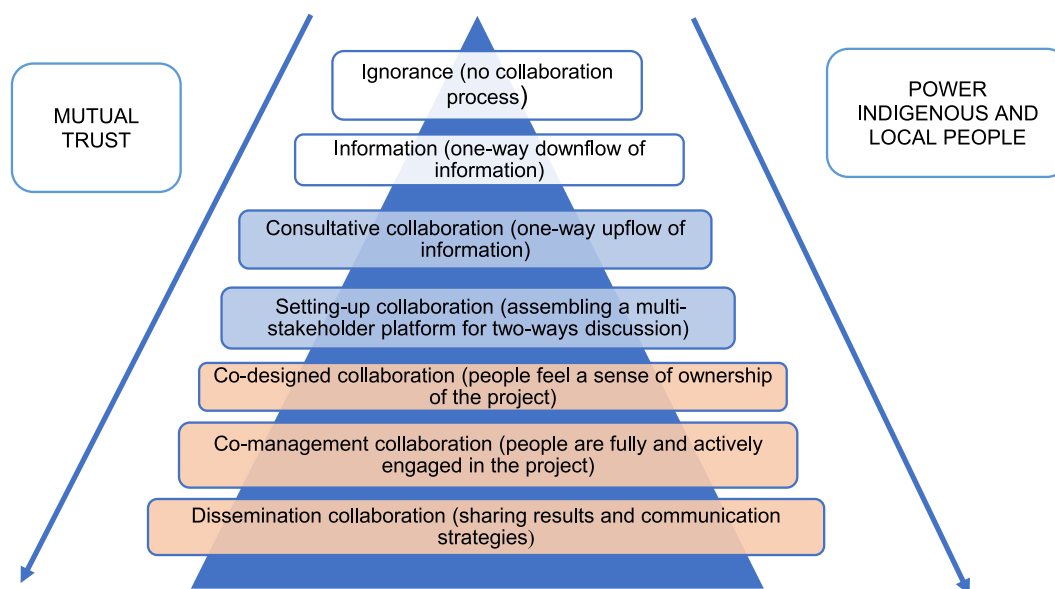 MUTUAL
TRUST
Ignorance (no collaboration
process)
POWER
INDIGENOUS AND
LOCAL PEOPLE
Information (one-way downflow of
information)
Consultative collaboration (one-way upflow of
information)
Setting-up collaboration (assembling a multi-
stakeholder platform for two-ways discussion)
Co-designed collaboration (people feel a sense of ownership
of the project)
Co-management collaboration (people are fully and actively
engaged in the project)
Dissemination collaboration (sharing results and communication
strategies)